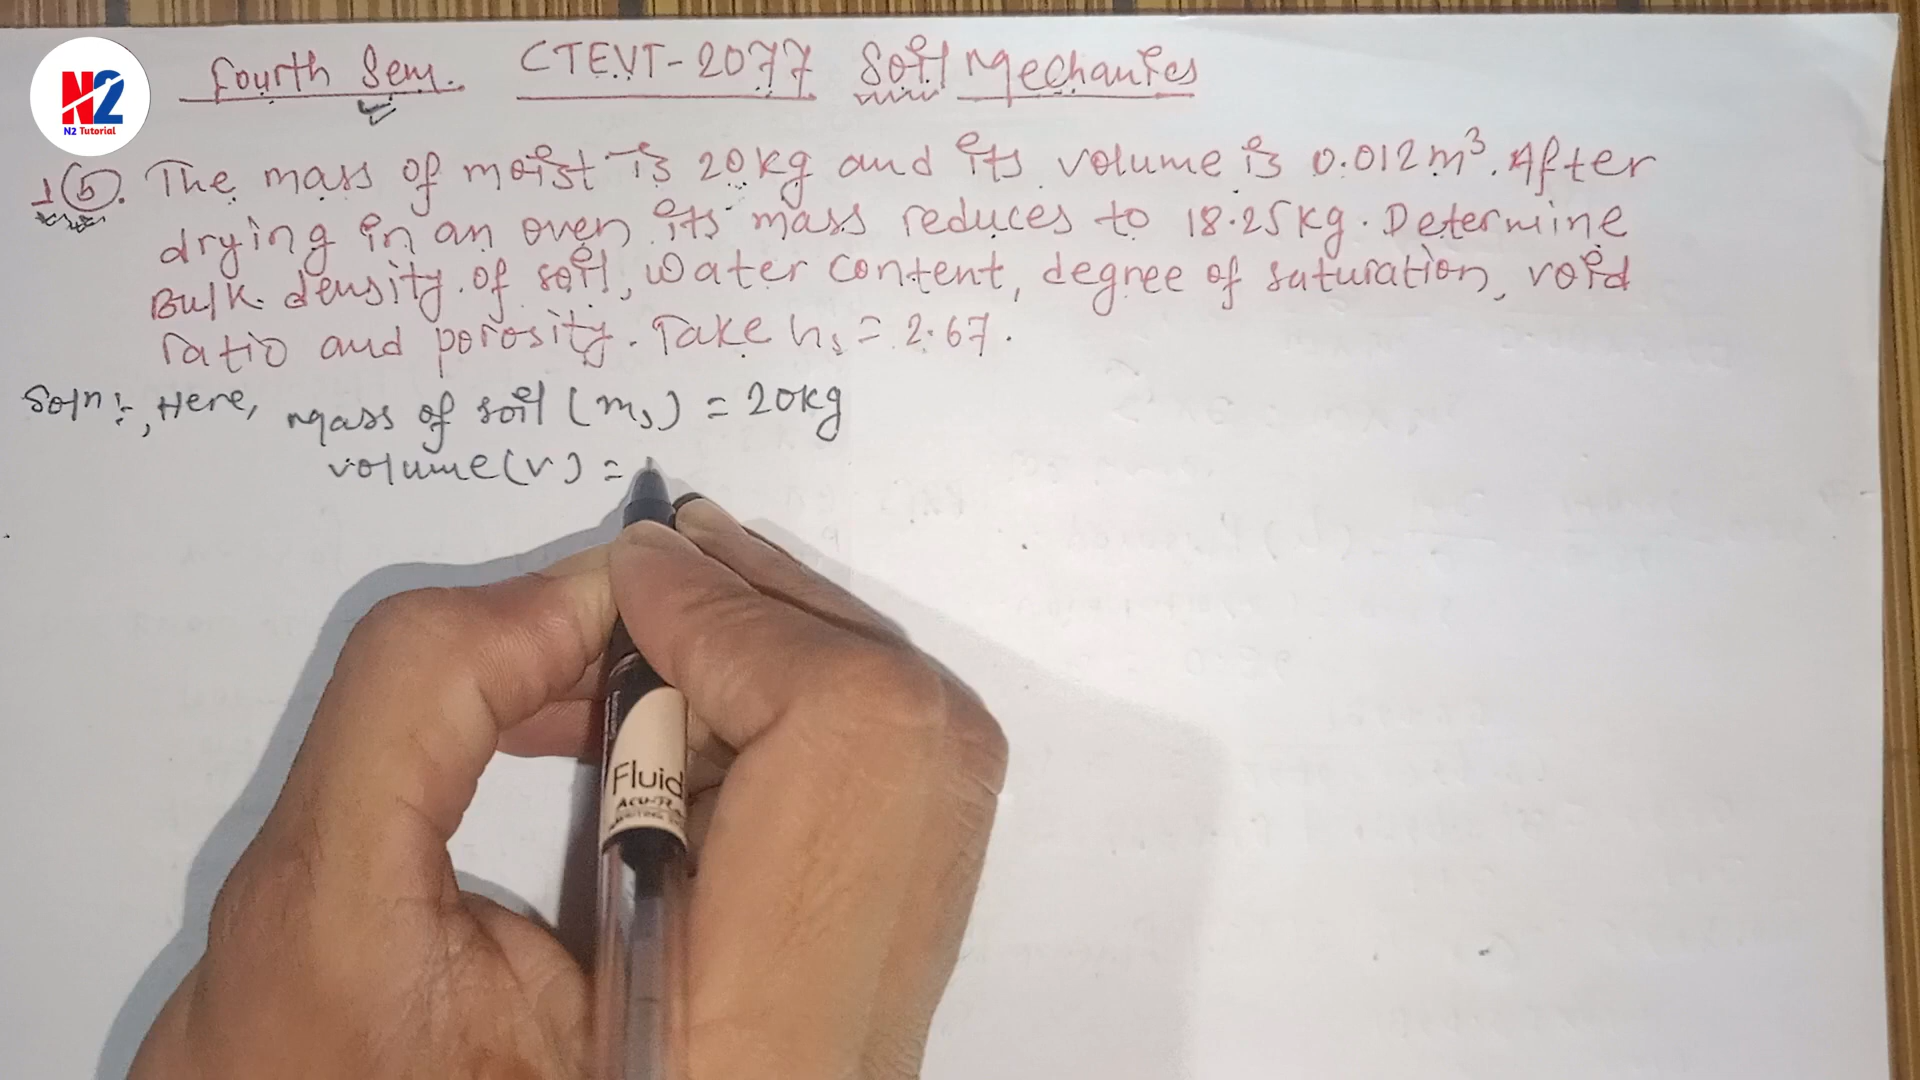 N2
N2 Tutorial
Fourth Sem. CTEVT-2077 Soil Mechanics
1(b). The mass of moist is 20kg and its volume is 0.012m³. After
drying in an oven its mass reduces to 18.25kg. Determine
Bulk density of soil, water content, degree of saturation, void
ratio and porosity. Take hs = 2.67.
Soln:-, Here, mass of soil (ms) = 20kg
volume(v) =
Fluid